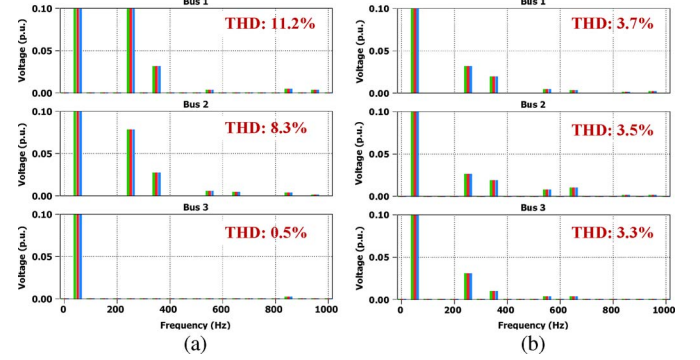 Bus 1
Voltage (p.u.)
0.10
0.05
0.00
THD: 11.2%
Bus 2
Voltage (p.u.)
0.10
0.05
0.00
THD: 8.3%
Bus 3
Voltage (p.u.)
0.10
0.05
0.00
THD: 0.5%
0 200 400 600 800 1000
Frequency (Hz)
(a)
Bus 1
Voltage (p.u.)
0.10
0.05
0.00
THD: 3.7%
Bus 2
Voltage (p.u.)
0.10
0.05
0.00
THD: 3.5%
Bus 3
Voltage (p.u.)
0.10
0.05
0.00
THD: 3.3%
0 200 400 600 800 1000
Frequency (Hz)
(b)